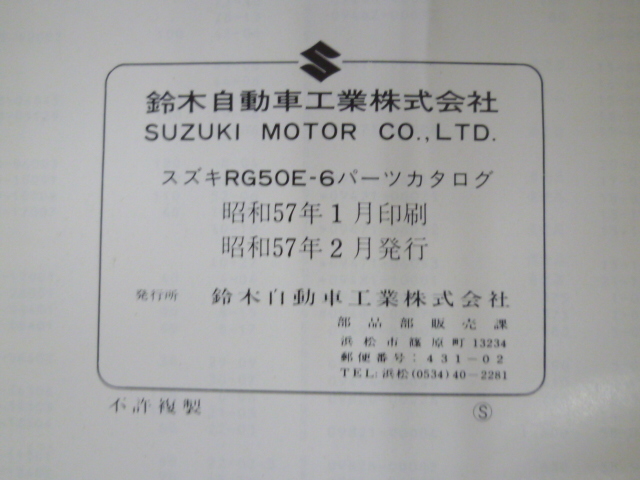 鈴木自動車工業株式会社
SUZUKI MOTOR CO.,LTD.
スズキRG50E-6パーツカタログ
昭和57年1月印刷
昭和57年2月発行
発行所 鈴木自動車工業株式会社
部品部販売課
浜松市篠原町13234
郵便番号:431-02
TEL:浜松(0534)40-2281
不許複製 Ⓢ